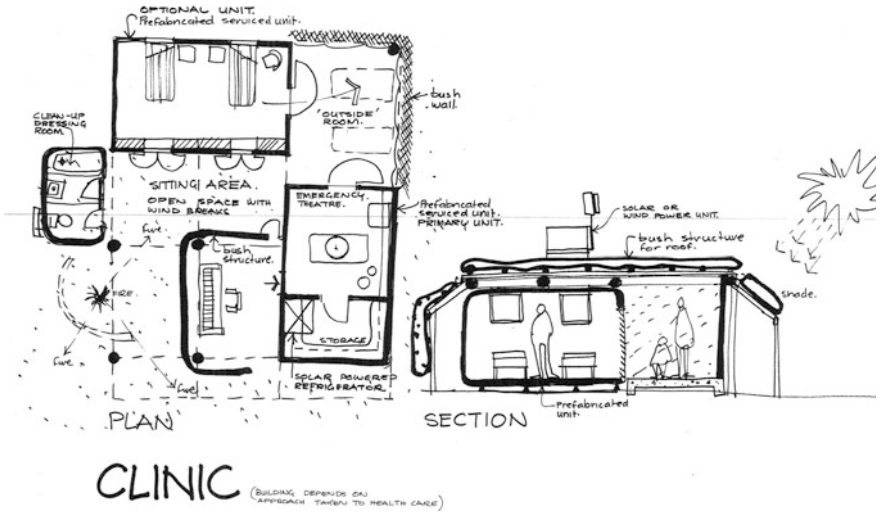 OPTIONAL UNIT.
Prefabricated serviced unit.
CLEAN-UP
DRESSING
ROOM
'OUTSIDE'
ROOM.
bush
wall.
SITTING AREA.
OPEN SPACE WITH
WIND BREAKS
EMERGENCY
THEATRE.
Prefabricated
serviced unit.
PRIMARY UNIT.
bush
structure.
FIRE.
STORAGE
SOLAR POWERED
REFRIGERATOR
PLAN
SOLAR OR
WIND POWER UNIT.
bush structure
for roof.
shade.
Prefabricated
unit.
SECTION
CLINIC
(BUILDING DEPENDS ON
APPROACH TAKEN TO HEALTH CARE)